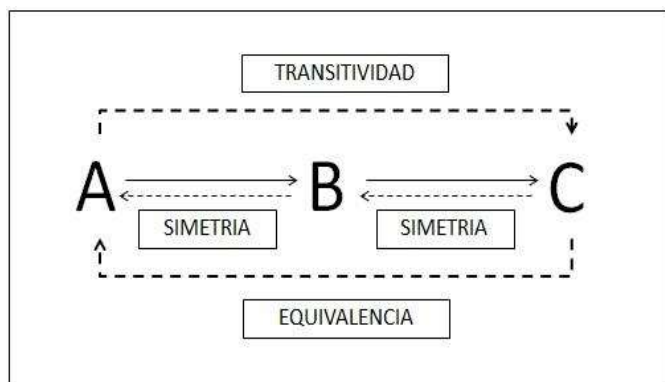 TRANSITIVIDAD
A B C
SIMETRIA SIMETRIA
EQUIVALENCIA